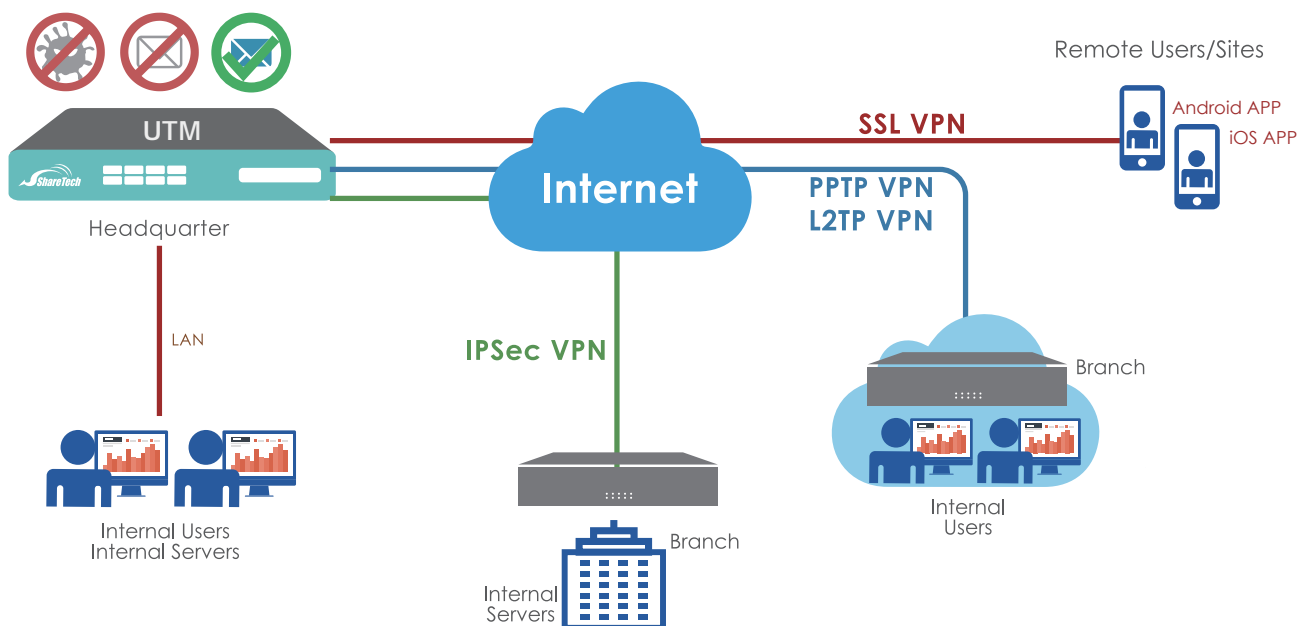 Remote Users/Sites
Android APP
iOS APP
UTM
SSL VPN
ShareTech
Internet
PPTP VPN
L2TP VPN
Headquarter
LAN
IPSec VPN
Branch
Internal Users
Internal Servers
Internal
Users
Branch
Internal
Servers